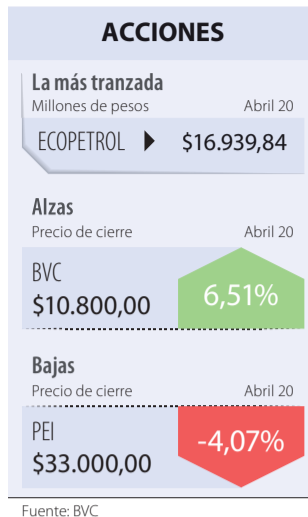 ACCIONES
La más tranzada
Millones de pesos Abril 20
ECOPETROL $16.939,84
Alzas
Precio de cierre Abril 20
BVC
$10.800,00
6,51%
Bajas
Precio de cierre Abril 20
PEI
$33.000,00
-4,07%
Fuente: BVC